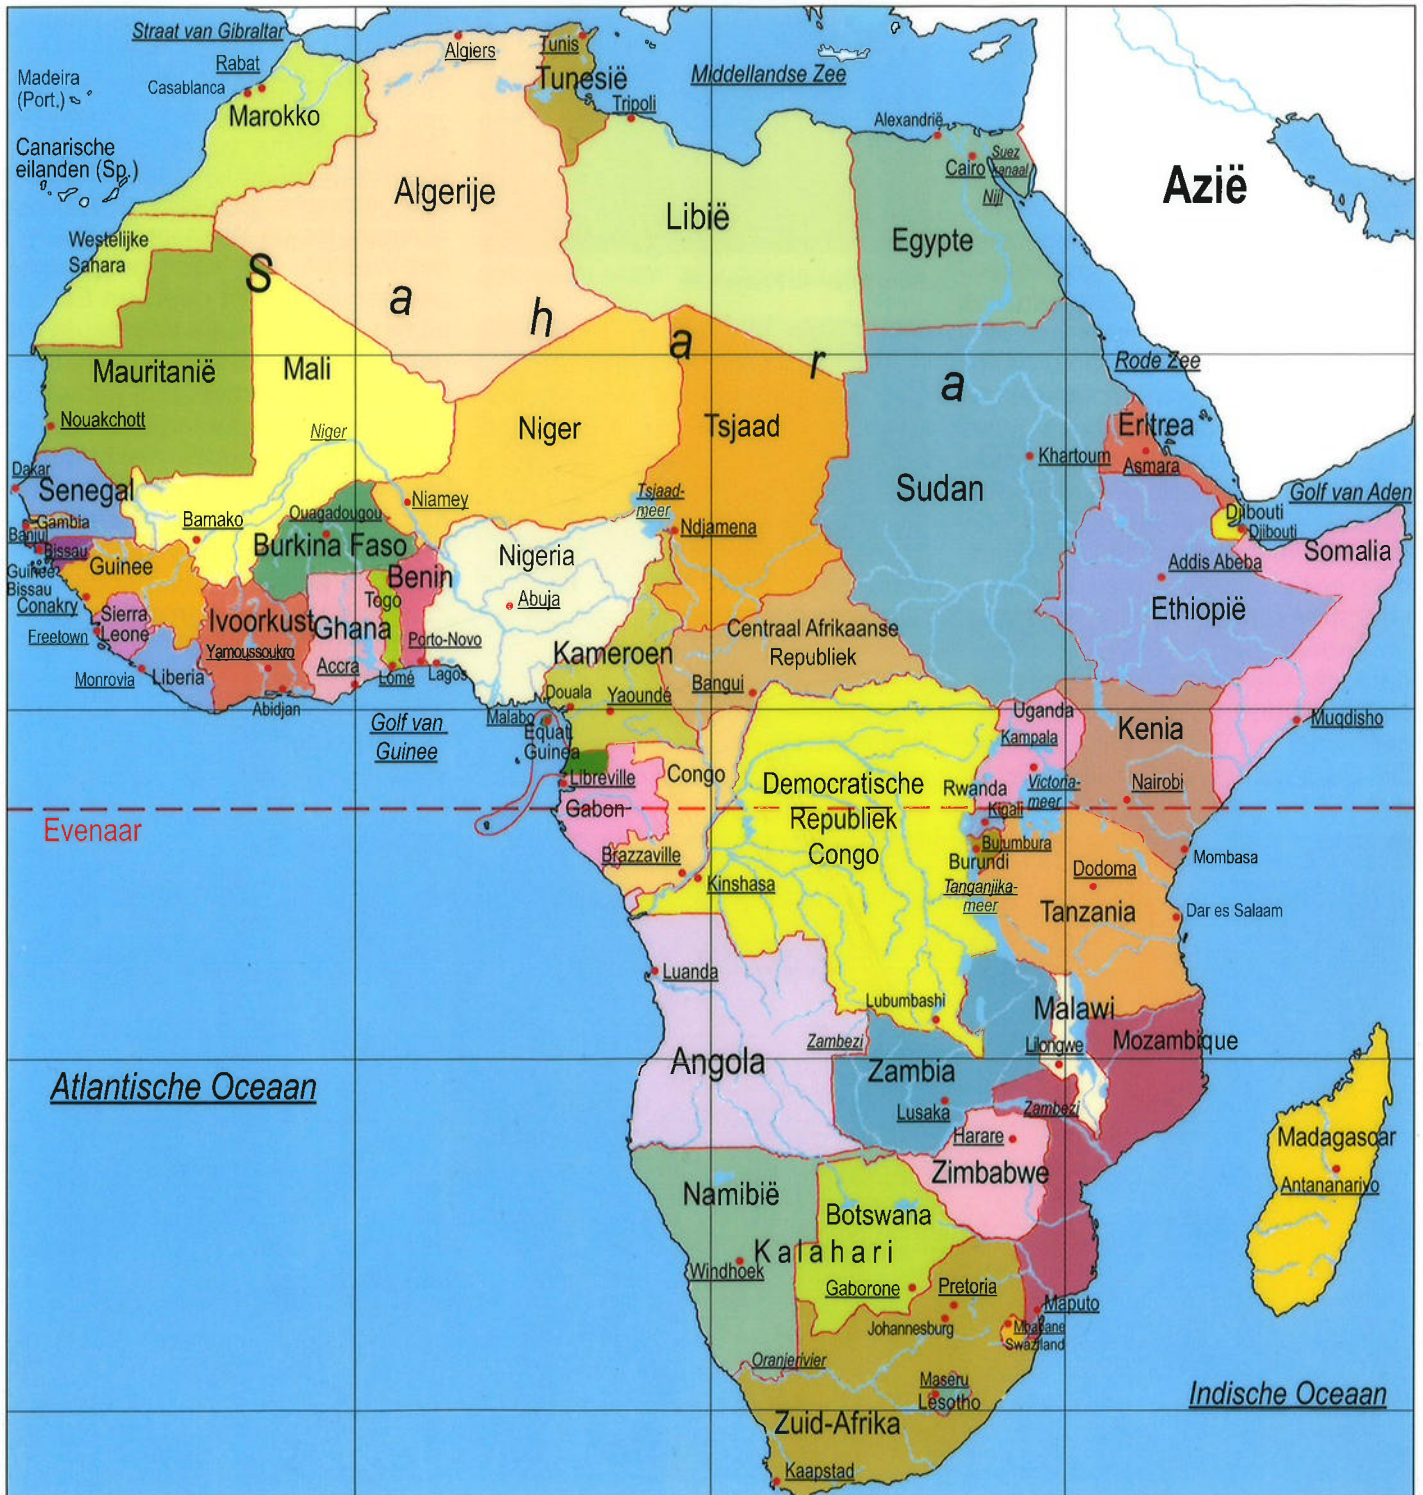 Straat van Gibraltar
Rabat
Casablanca
Madeira
(Port.)
Marokko
Canarische
eilanden (Sp.)
Algiers
Tunis
Tunesië
Tripoli
Middellandse Zee
Alexandrië
Cairo
Suez
kanaal
Nijl
Azië
Algerije
Libië
Egypte
Westelijke
Sahara
S a h a r a
Mauritanië
Nouakchott
Mali
Niger
Niger
Tsjaad
Rode Zee
Eritrea
Asmara
Khartoum
Sudan
Dakar
Senegal
Gambia
Banjul
Bissau
Guinee
Bissau
Guinee
Conakry
Sierra
Leone
Freetown
Monrovia
Liberia
Bamako
Ouagadougou
Burkina Faso
Niamey
Benin
Togo
Ivoorkust
Yamoussoukro
Abidjan
Ghana
Accra
Lomé
Porto-Novo
Lagos
Nigeria
Abuja
Tsjaad-
meer
Ndjamena
Golf van Aden
Djibouti
Djibouti
Somalia
Addis Abeba
Ethiopië
Centraal Afrikaanse
Republiek
Bangui
Kameroen
Douala
Yaoundé
Malabo
Equat.
Guinea
Golf van
Guinee
Libreville
Gabon
Congo
Brazzaville
Kinshasa
Democratische
Republiek
Congo
Uganda
Kampala
Kenia
Nairobi
Muqdisho
Rwanda
Kigali
Victoria-
meer
Bujumbura
Burundi
Tanganjika-
meer
Dodoma
Tanzania
Mombasa
Dar es Salaam
Evenaar
Luanda
Angola
Lubumbashi
Zambezi
Zambia
Lusaka
Malawi
Lilongwe
Mozambique
Zambezi
Harare
Zimbabwe
Atlantische Oceaan
Madagascar
Antananarivo
Namibië
Botswana
Kalahari
Windhoek
Gaborone
Pretoria
Johannesburg
Maputo
Mbabane
Swaziland
Oranjerivier
Maseru
Lesotho
Zuid-Afrika
Kaapstad
Indische Oceaan